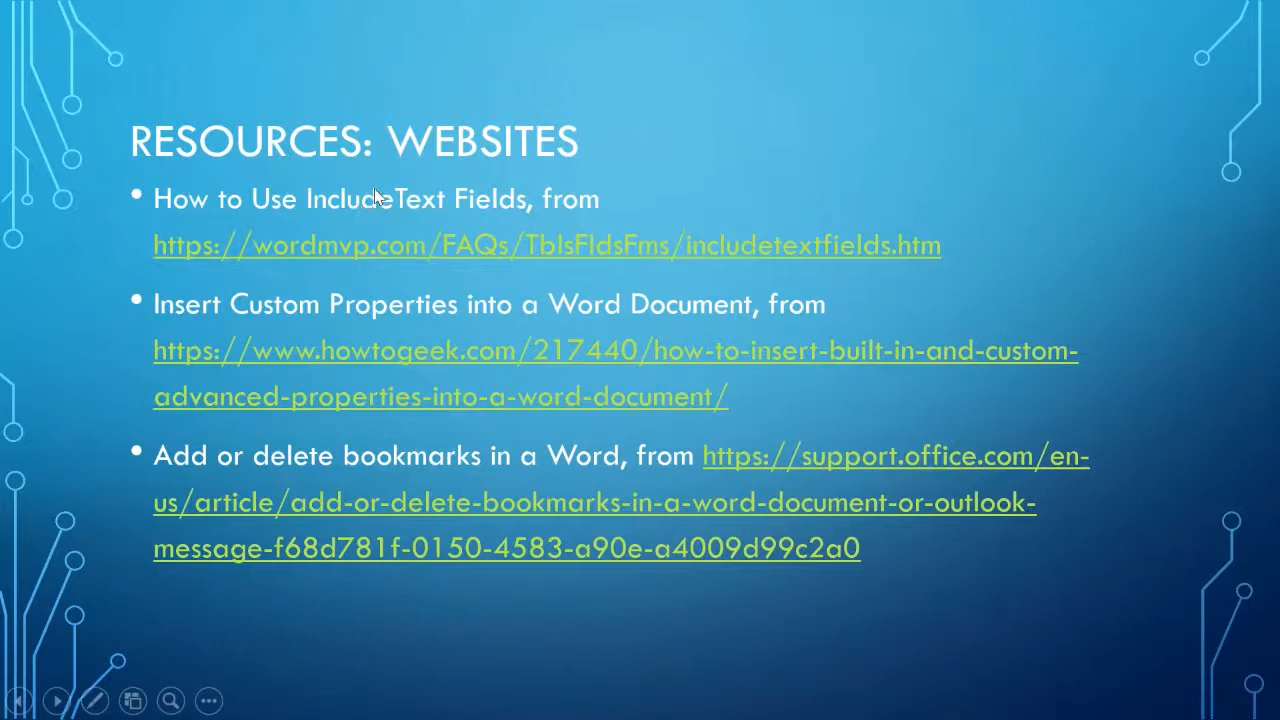 RESOURCES: WEBSITES
• How to Use IncludeText Fields, from
https://wordmvp.com/FAQs/TblsFldsFms/includetextfields.htm
• Insert Custom Properties into a Word Document, from
https://www.howtogeek.com/217440/how-to-insert-built-in-and-custom-
advanced-properties-into-a-word-document/
• Add or delete bookmarks in a Word, from https://support.office.com/en-
us/article/add-or-delete-bookmarks-in-a-word-document-or-outlook-
message-f68d781f-0150-4583-a90e-a4009d99c2a0